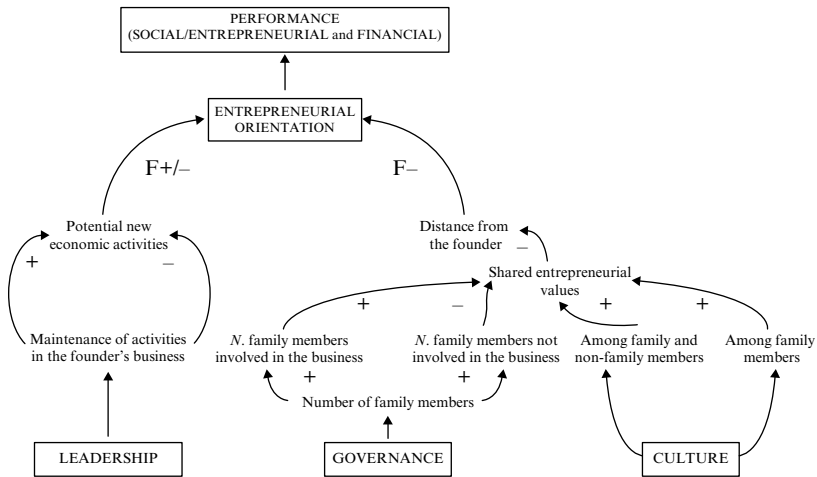 PERFORMANCE
(SOCIAL/ENTREPRENEURIAL and FINANCIAL)
ENTREPRENEURIAL
ORIENTATION
F+/–
F–
Potential new
economic activities
Distance from
the founder
+
–
–
Shared entrepreneurial
values
+
–
+
+
Maintenance of activities
in the founder's business
N. family members
involved in the business
N. family members not
involved in the business
Among family and
non-family members
Among family
members
+
+
Number of family members
LEADERSHIP
GOVERNANCE
CULTURE